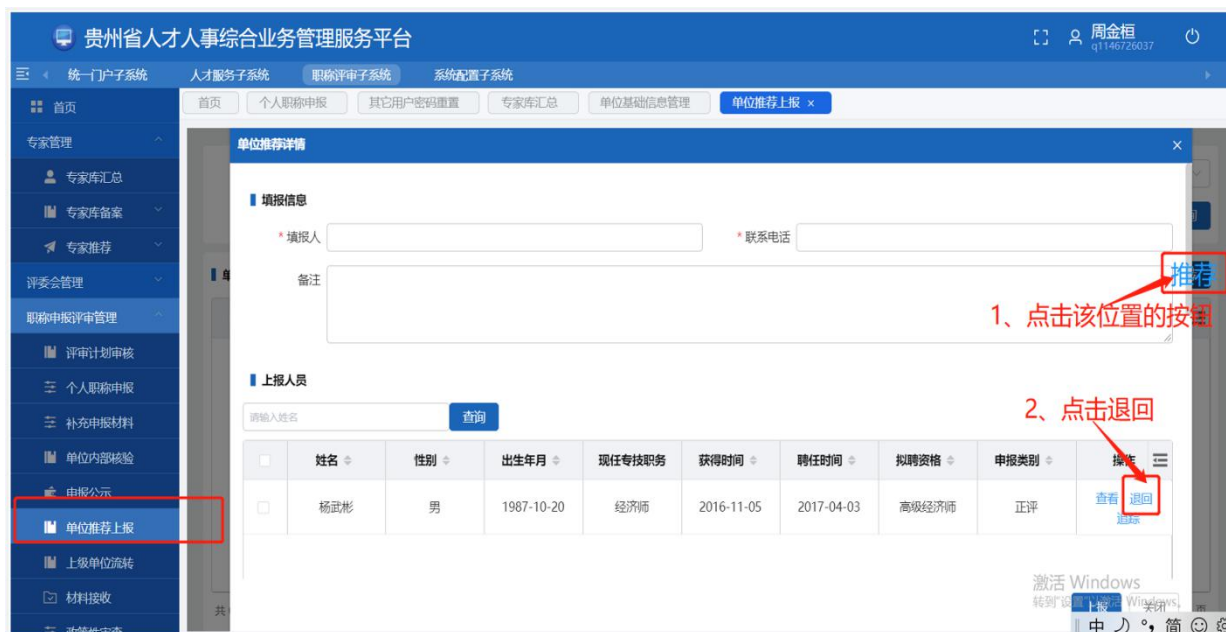 贵州省人才人事综合业务管理服务平台
周金桓
q1146726037
统一门户子系统 人才服务子系统 职称评审子系统 系统配置子系统
首页 个人职称申报 其它用户密码重置 专家库汇总 单位基础信息管理 单位推荐上报 ×
首页
专家管理
专家库汇总
专家库备案
专家推荐
评委会管理
职称申报评审管理
评审计划审核
个人职称申报
补充申报材料
单位内部核验
申报公示
单位推荐上报
上级单位流转
材料接收
单位推荐详情 ×
填报信息
* 填报人
* 联系电话
备注
推荐
1、点击该位置的按钮
上报人员
请输入姓名 查询
2、点击退回
姓名 性别 出生年月 现任专技职务 获得时间 聘任时间 拟聘资格 申报类别 操作
杨武彬 男 1987-10-20 经济师 2016-11-05 2017-04-03 高级经济师 正评 查看 退回
追踪
激活 Windows
转到"设置"以激活 Windows。
上报 关闭
共
页
中 简